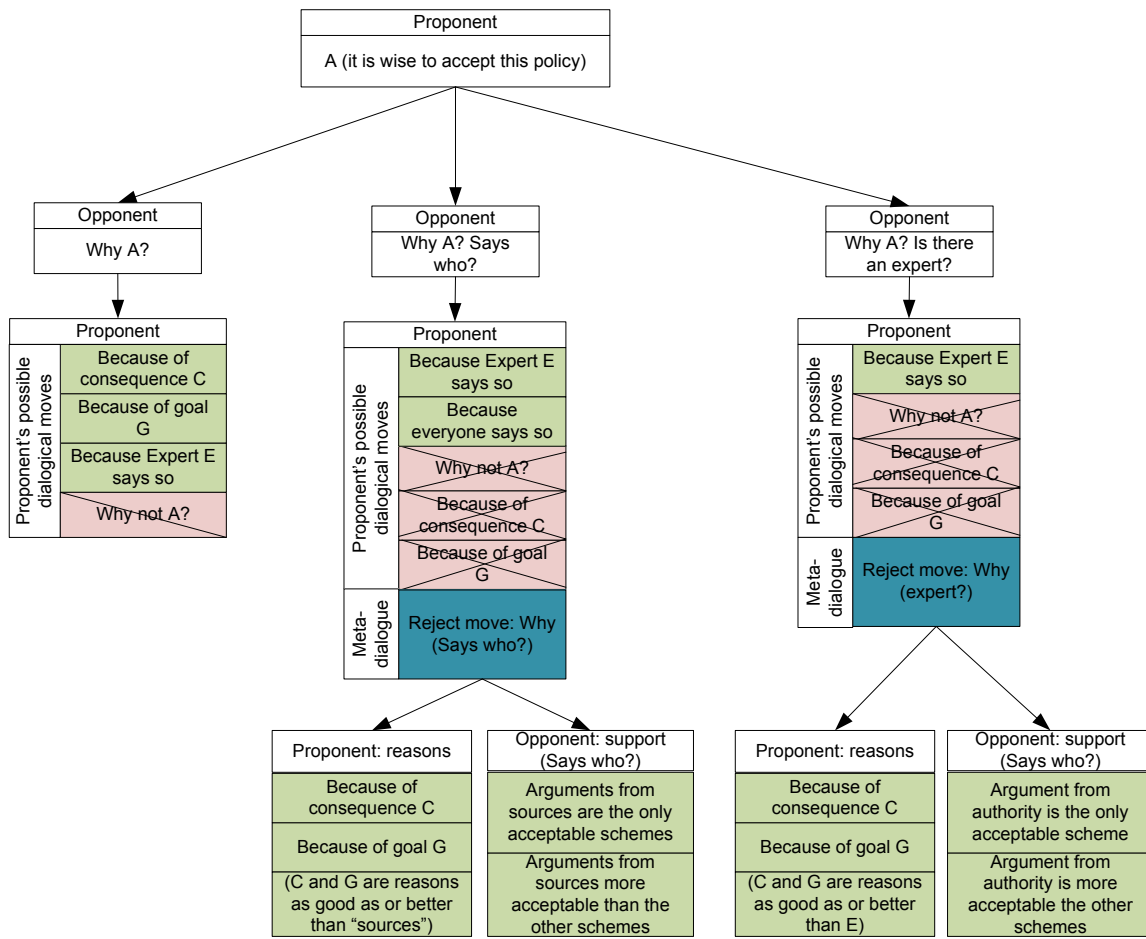 Proponent
A (it is wise to accept this policy)
Opponent
Why A?
Proponent
Proponent's possible
dialogical moves
Because of
consequence C
Because of goal
G
Because Expert E
says so
Why not A?
Opponent
Why A? Says
who?
Proponent
Proponent's possible
dialogical moves
Because Expert E
says so
Because
everyone says so
Why not A?
Because of
consequence C
Because of goal
G
Meta-
dialogue
Reject move: Why
(Says who?)
Proponent: reasons
Because of
consequence C
Because of goal G
(C and G are reasons
as good as or better
than “sources”)
Opponent: support
(Says who?)
Arguments from
sources are the only
acceptable schemes
Arguments from
sources more
acceptable than the
other schemes
Opponent
Why A? Is there
an expert?
Proponent
Proponent's possible
dialogical moves
Because Expert E
says so
Why not A?
Because of
consequence C
Because of goal
G
Meta-
dialogue
Reject move: Why
(expert?)
Proponent: reasons
Because of
consequence C
Because of goal G
(C and G are reasons
as good as or better
than E)
Opponent: support
(Says who?)
Argument from
authority is the only
acceptable scheme
Argument from
authority is more
acceptable the other
schemes